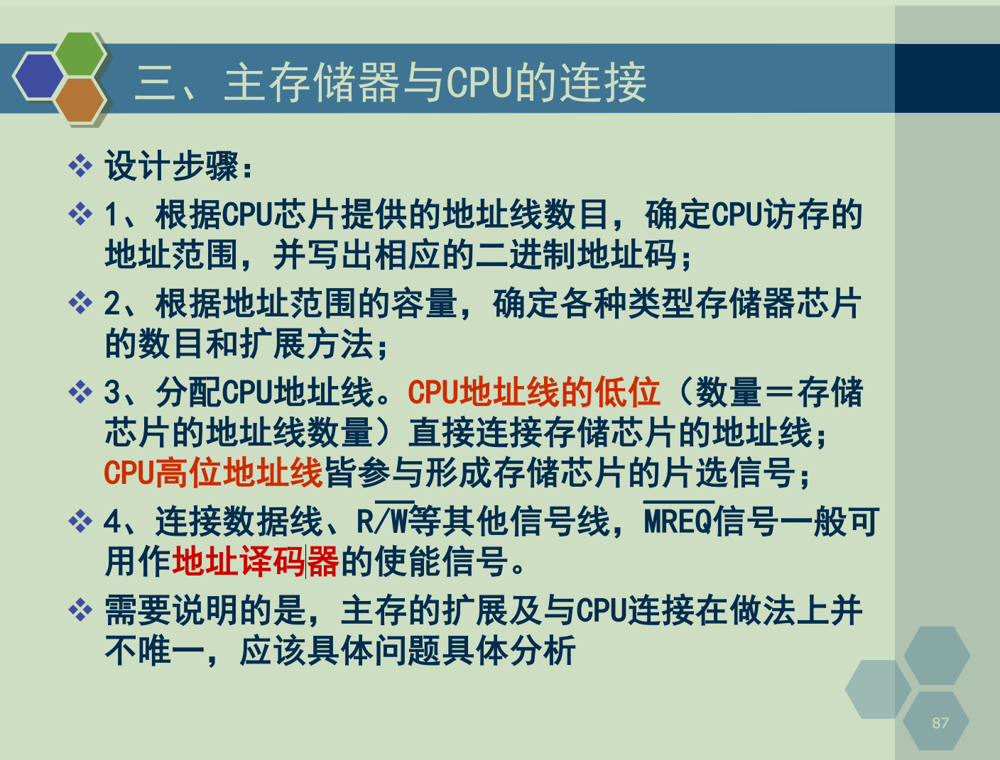 三、主存储器与CPU的连接
设计步骤：
1、根据CPU芯片提供的地址线数目，确定CPU访存的
地址范围，并写出相应的二进制地址码；
2、根据地址范围的容量，确定各种类型存储器芯片
的数目和扩展方法；
3、分配CPU地址线。CPU地址线的低位（数量＝存储
芯片的地址线数量）直接连接存储芯片的地址线；
CPU高位地址线皆参与形成存储芯片的片选信号；
4、连接数据线、R/W等其他信号线，MREQ信号一般可
用作地址译码器的使能信号。
需要说明的是，主存的扩展及与CPU连接在做法上并
不唯一，应该具体问题具体分析
87